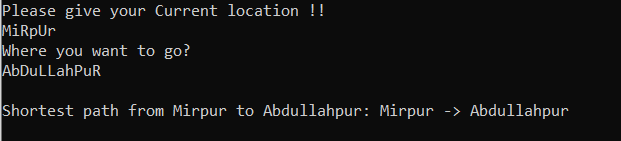 Please give your Current location !!
MiRpUr
Where you want to go?
AbDuLLahPuR
Shortest path from Mirpur to Abdullahpur: Mirpur -> Abdullahpur